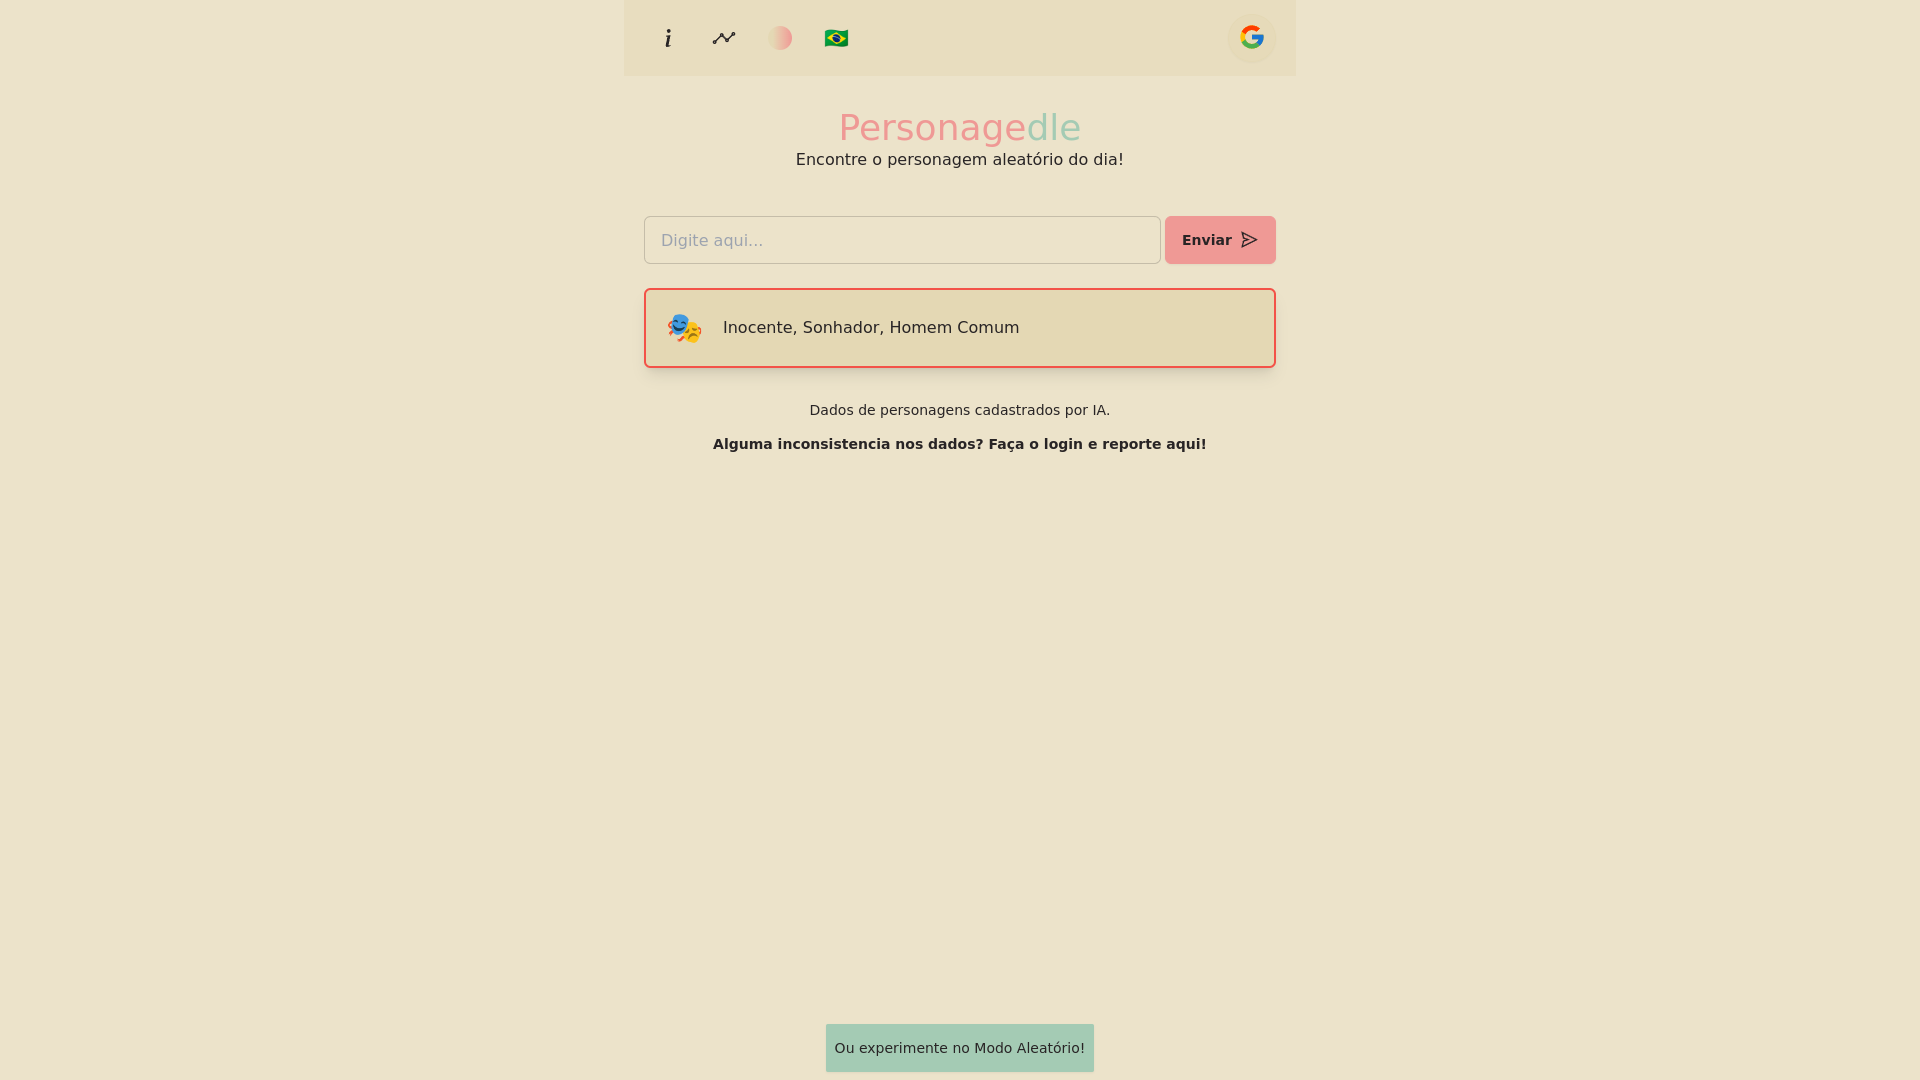 Personagedle
Encontre o personagem aleatório do dia!
Digite aqui...
Enviar
Inocente, Sonhador, Homem Comum
Dados de personagens cadastrados por IA.
Alguma inconsistencia nos dados? Faça o login e reporte aqui!
Ou experimente no Modo Aleatório!